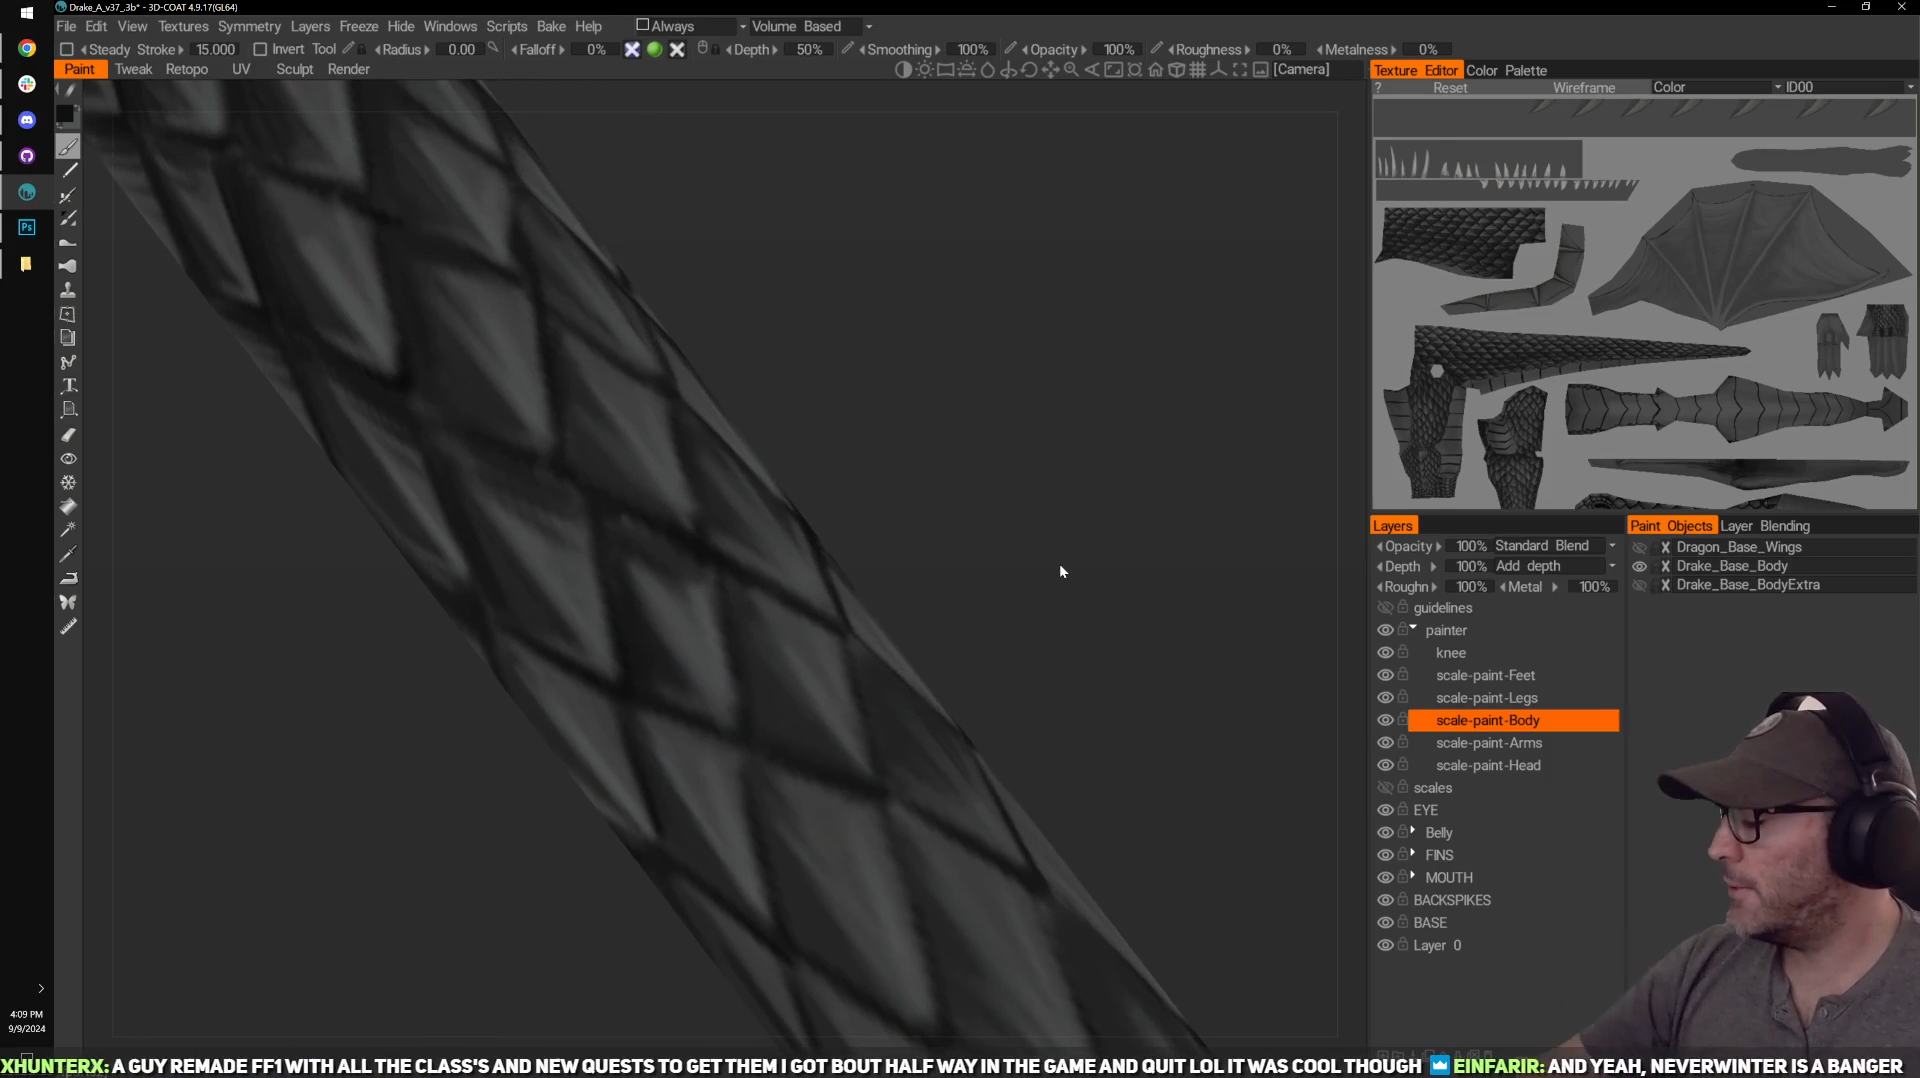 Drake_A_v37_.3b* - 3D-COAT 4.9.17(GL64)
File Edit View Textures Symmetry Layers Freeze Hide Windows Scripts Bake Help Always Volume Based
Steady Stroke 15.000 Invert Tool Radius 0.00 Falloff 0% Depth 50% Smoothing 100% Opacity 100% Roughness 0% Metalness 0%
Paint Tweak Retopo UV Sculpt Render [Camera]
Texture Editor Color Palette
? Reset Wireframe Color ID00
Layers
Opacity 100% Standard Blend
Depth 100% Add depth
Roughn 100% Metal 100%
guidelines
painter
knee
scale-paint-Feet
scale-paint-Legs
scale-paint-Body
scale-paint-Arms
scale-paint-Head
scales
EYE
Belly
FINS
MOUTH
BACKSPIKES
BASE
Layer 0
Paint Objects Layer Blending
Dragon_Base_Wings
Drake_Base_Body
Drake_Base_BodyExtra
Ps
4:09 PM
9/9/2024
XHUNTERX: A GUY REMADE FF1 WITH ALL THE CLASS'S AND NEW QUESTS TO GET THEM I GOT BOUT HALF WAY IN THE GAME AND QUIT LOL IT WAS COOL THOUGH EINFARIR: AND YEAH, NEVERWINTER IS A BANGER